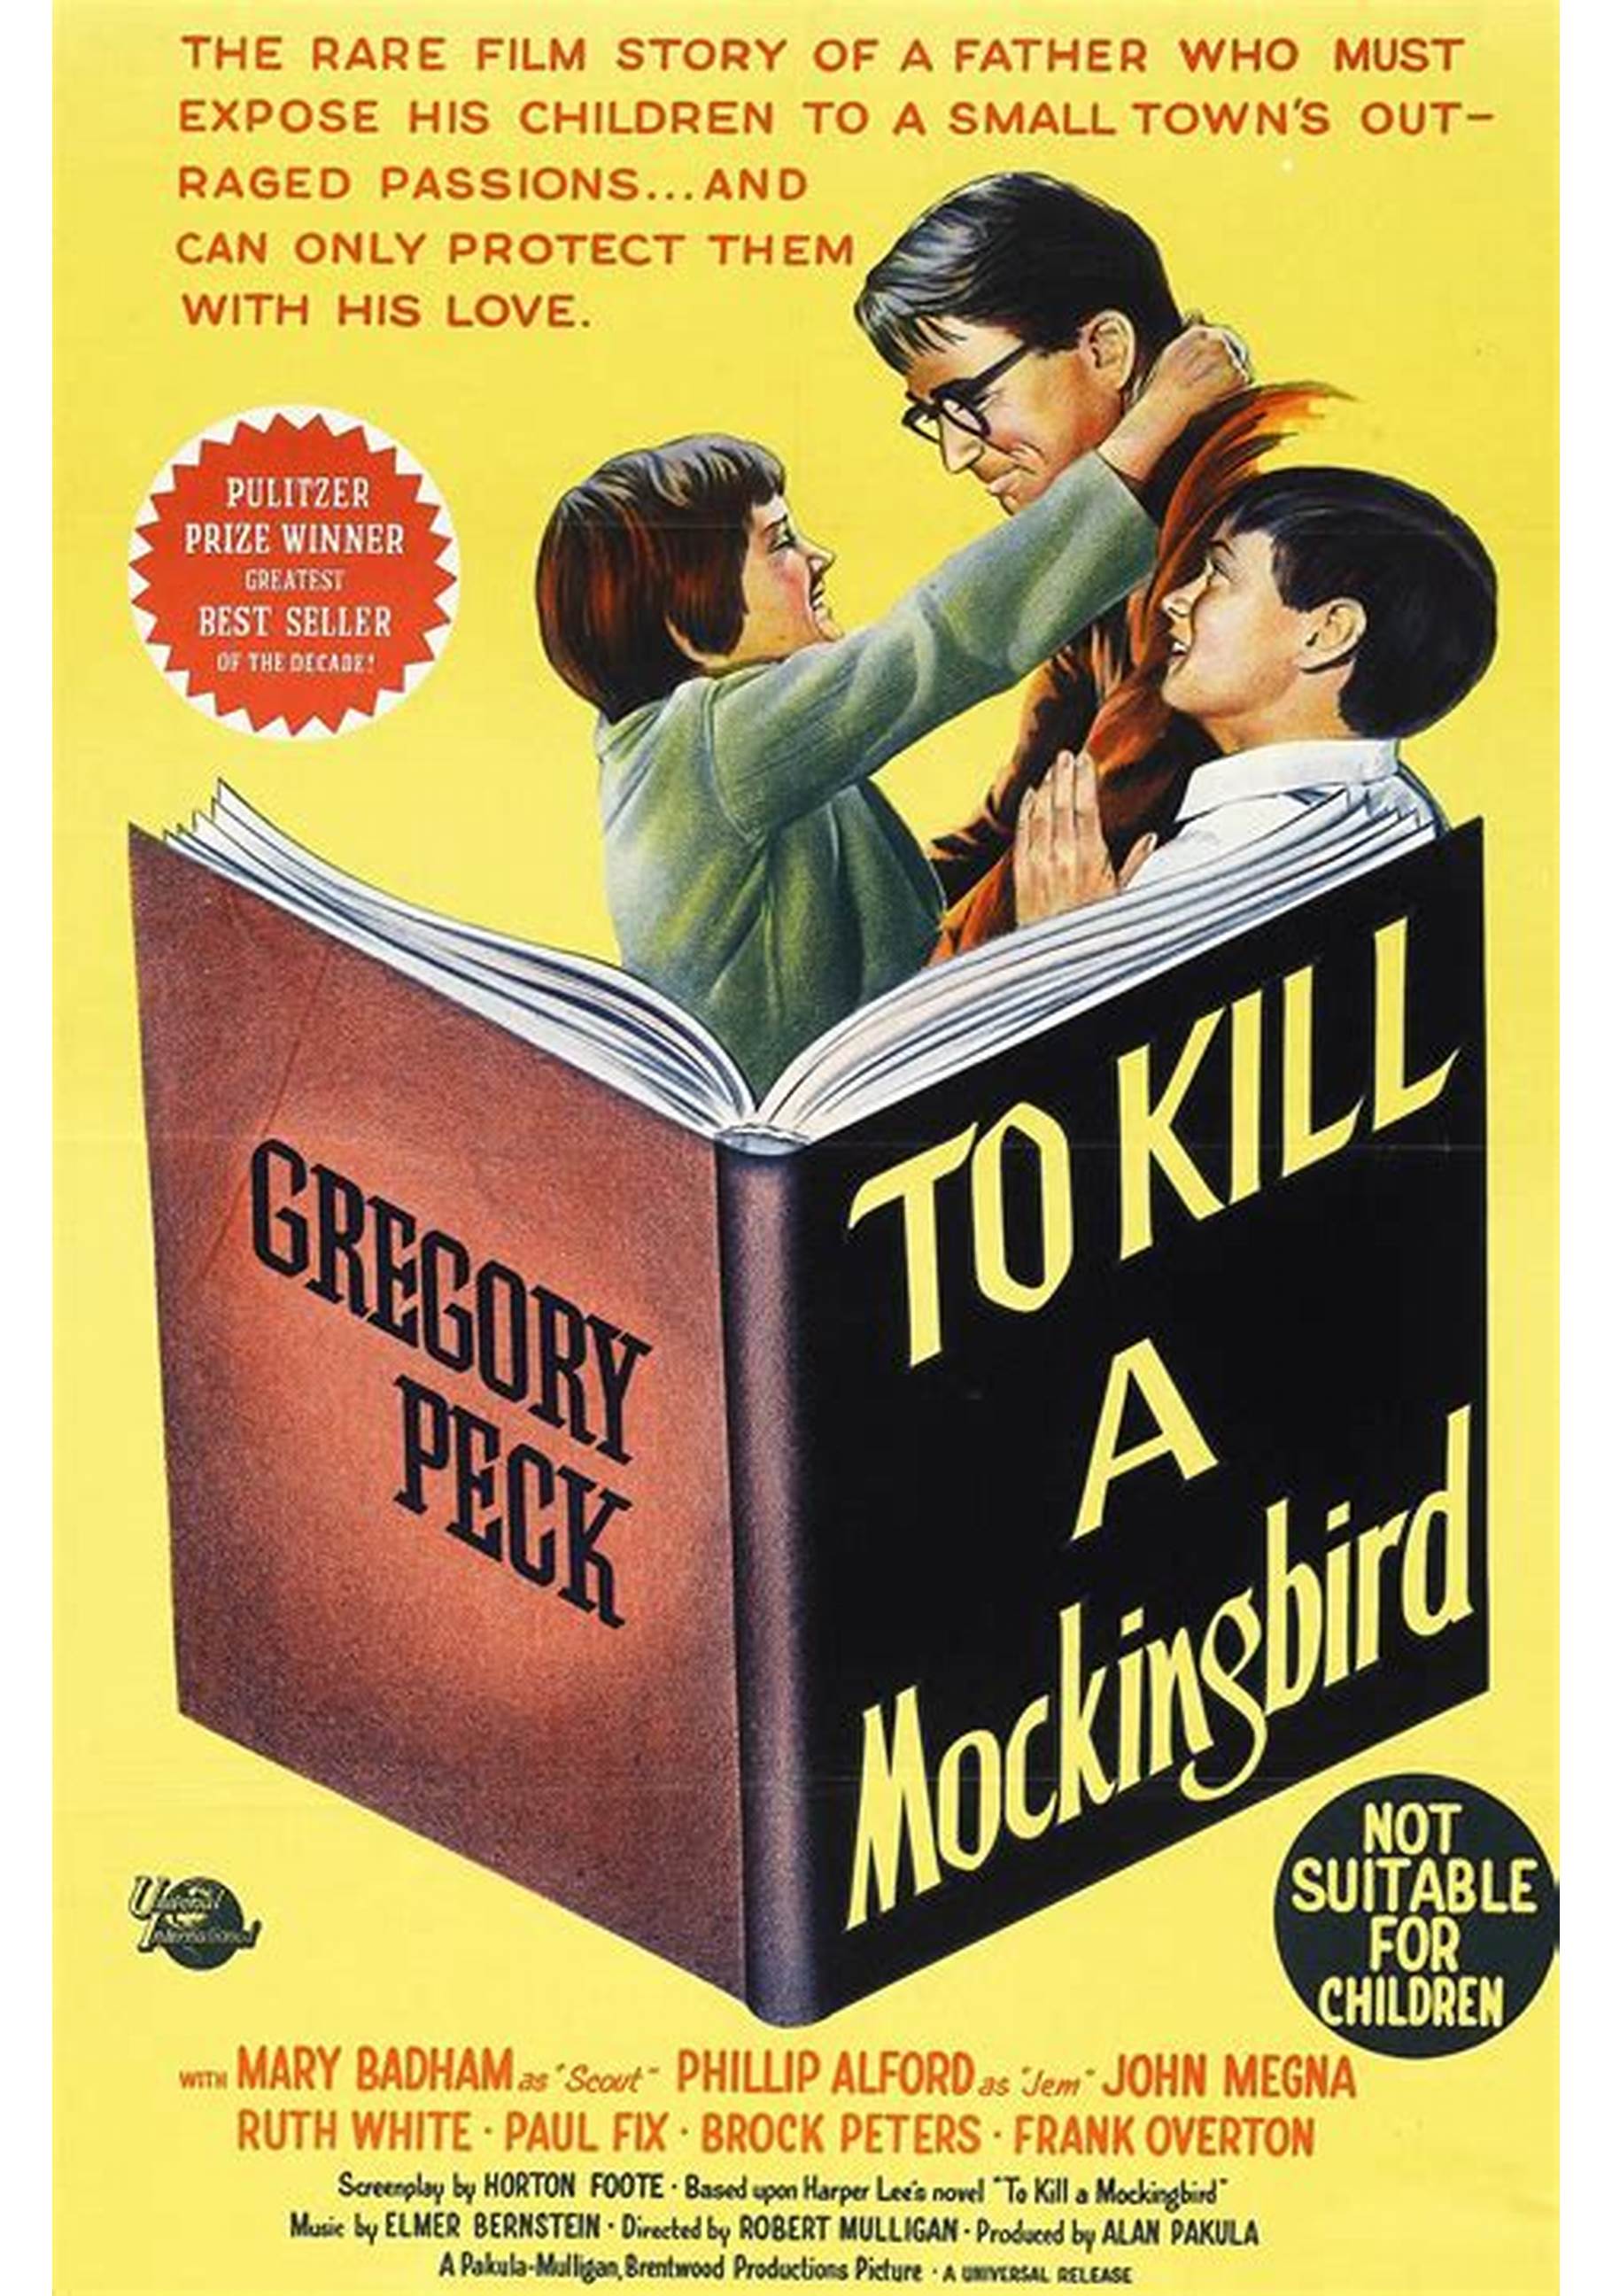 THE RARE FILM STORY OF A FATHER WHO MUST
EXPOSE HIS CHILDREN TO A SMALL TOWN'S OUT-
RAGED PASSIONS...AND
CAN ONLY PROTECT THEM
WITH HIS LOVE.
PULITZER
PRIZE WINNER
GREATEST
BEST SELLER
OF THE DECADE!
GREGORY
PECK
TO KILL
A
Mockingbird
Universal
International
NOT
SUITABLE
FOR
CHILDREN
WITH MARY BADHAM as "Scout" PHILLIP ALFORD as "Jem" JOHN MEGNA
RUTH WHITE · PAUL FIX · BROCK PETERS · FRANK OVERTON
Screenplay by HORTON FOOTE · Based upon Harper Lee's novel "To Kill a Mockingbird"
Music by ELMER BERNSTEIN · Directed by ROBERT MULLIGAN · Produced by ALAN PAKULA
A Pakula-Mulligan, Brentwood Productions Picture · A UNIVERSAL RELEASE